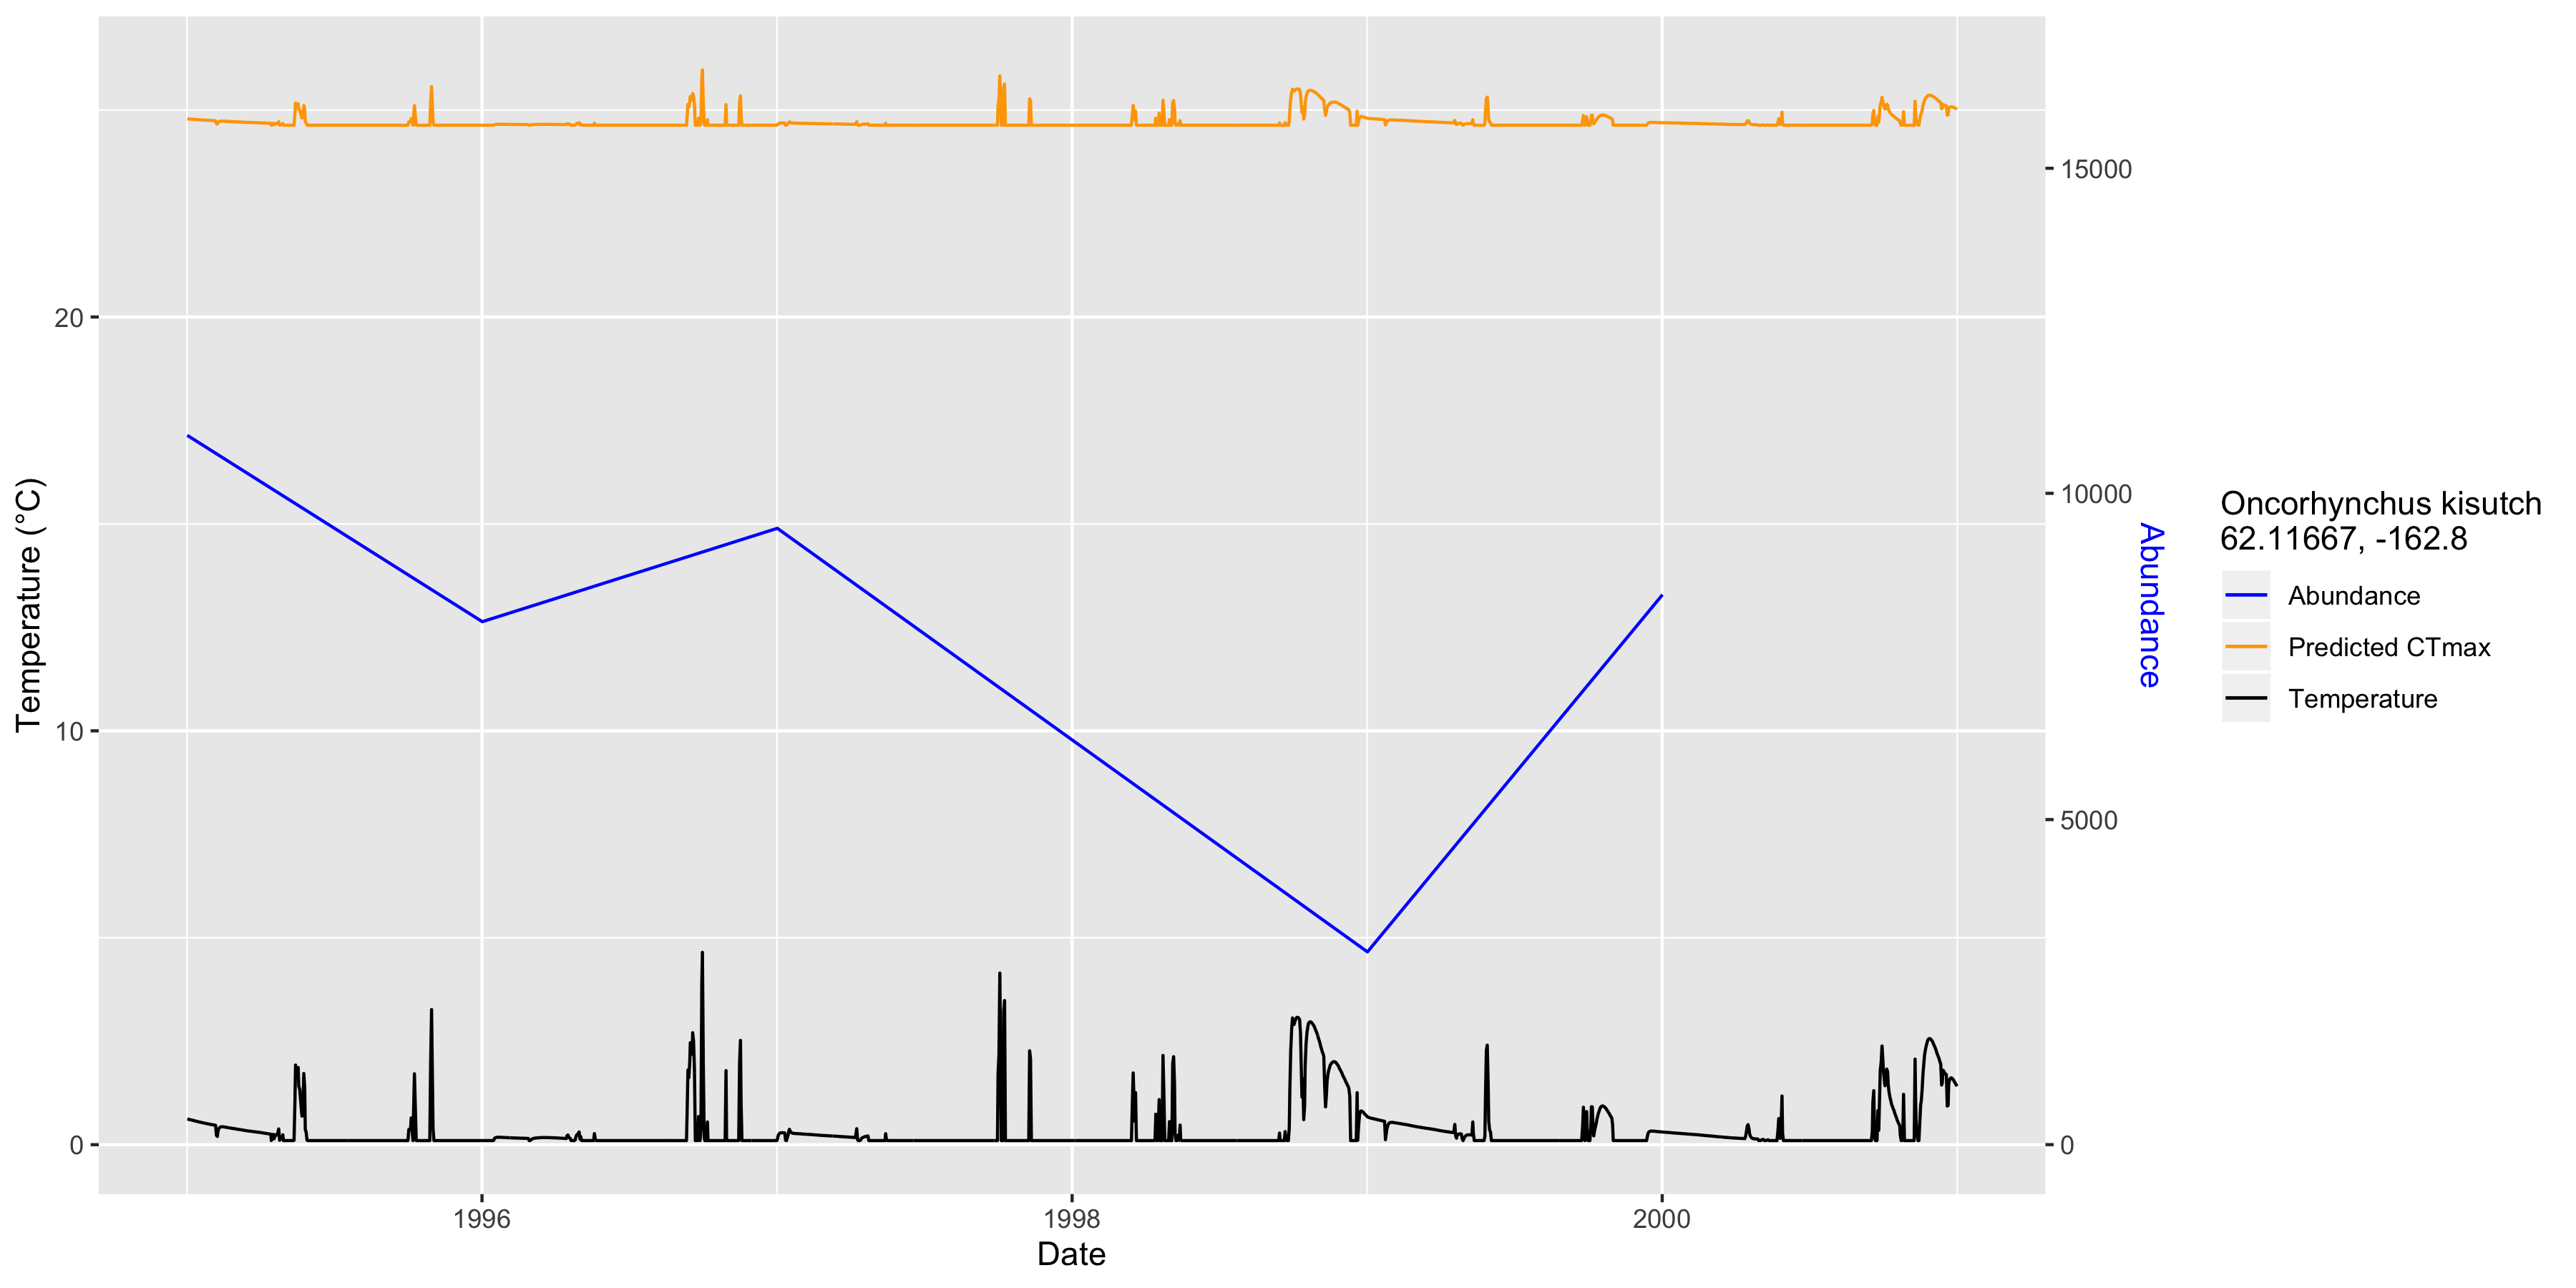 Temperature (°C)
20
10
0
1996
1998
2000
Date
15000
10000
5000
0
Abundance
Oncorhynchus kisutch
62.11667, -162.8
Abundance
Predicted CTmax
Temperature